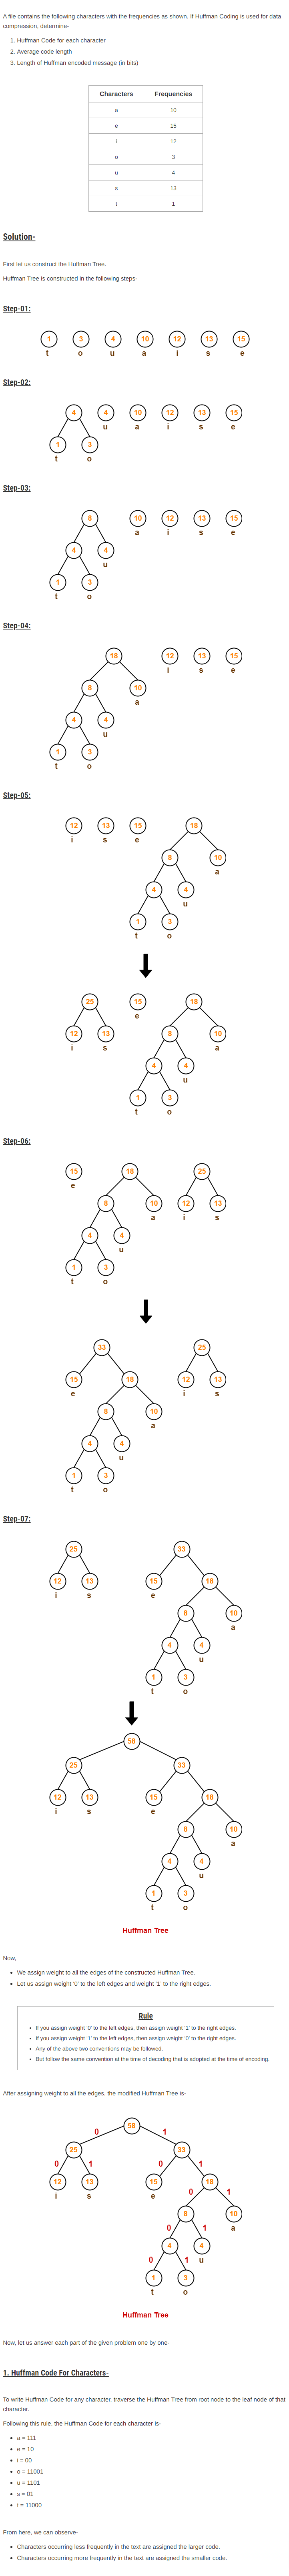 A file contains the following characters with the frequencies as shown. If Huffman Coding is used for data
compression, determine-
1. Huffman Code for each character
2. Average code length
3. Length of Huffman encoded message (in bits)
Characters Frequencies
a 10
e 15
i 12
o 3
u 4
s 13
t 1
Solution-
First let us construct the Huffman Tree.
Huffman Tree is constructed in the following steps-
Step-01:
1 3 4 10 12 13 15
t o u a i s e
Step-02:
4 4 10 12 13 15
u a i s e
1 3
t o
Step-03:
8 10 12 13 15
a i s e
4 4
u
1 3
t o
Step-04:
18 12 13 15
i s e
8 10
a
4 4
u
1 3
t o
Step-05:
12 13 15 18
i s e
8 10
a
4 4
u
1 3
t o
25 15 18
e
12 13 8 10
i s a
4 4
u
1 3
t o
Step-06:
15 18 25
e
8 10 12 13
a i s
4 4
u
1 3
t o
33 25
15 18 12 13
e i s
8 10
a
4 4
u
1 3
t o
Step-07:
25 33
12 13 15 18
i s e
8 10
a
4 4
u
1 3
t o
58
25 33
12 13 15 18
i s e
8 10
a
4 4
u
1 3
t o
Huffman Tree
Now,
• We assign weight to all the edges of the constructed Huffman Tree.
• Let us assign weight '0' to the left edges and weight '1' to the right edges.
Rule
• If you assign weight '0' to the left edges, then assign weight '1' to the right edges.
• If you assign weight '1' to the left edges, then assign weight '0' to the right edges.
• Any of the above two conventions may be followed.
• But follow the same convention at the time of decoding that is adopted at the time of encoding.
After assigning weight to all the edges, the modified Huffman Tree is-
58
0 1
25 33
0 1 0 1
12 13 15 18
i s e
0 1
8 10
a
0 1
4 4
u
0 1
1 3
t o
Huffman Tree
Now, let us answer each part of the given problem one by one-
1. Huffman Code For Characters-
To write Huffman Code for any character, traverse the Huffman Tree from root node to the leaf node of that
character.
Following this rule, the Huffman Code for each character is-
• a = 111
• e = 10
• i = 00
• o = 11001
• u = 1101
• s = 01
• t = 11000
From here, we can observe-
• Characters occurring less frequently in the text are assigned the larger code.
• Characters occurring more frequently in the text are assigned the smaller code.